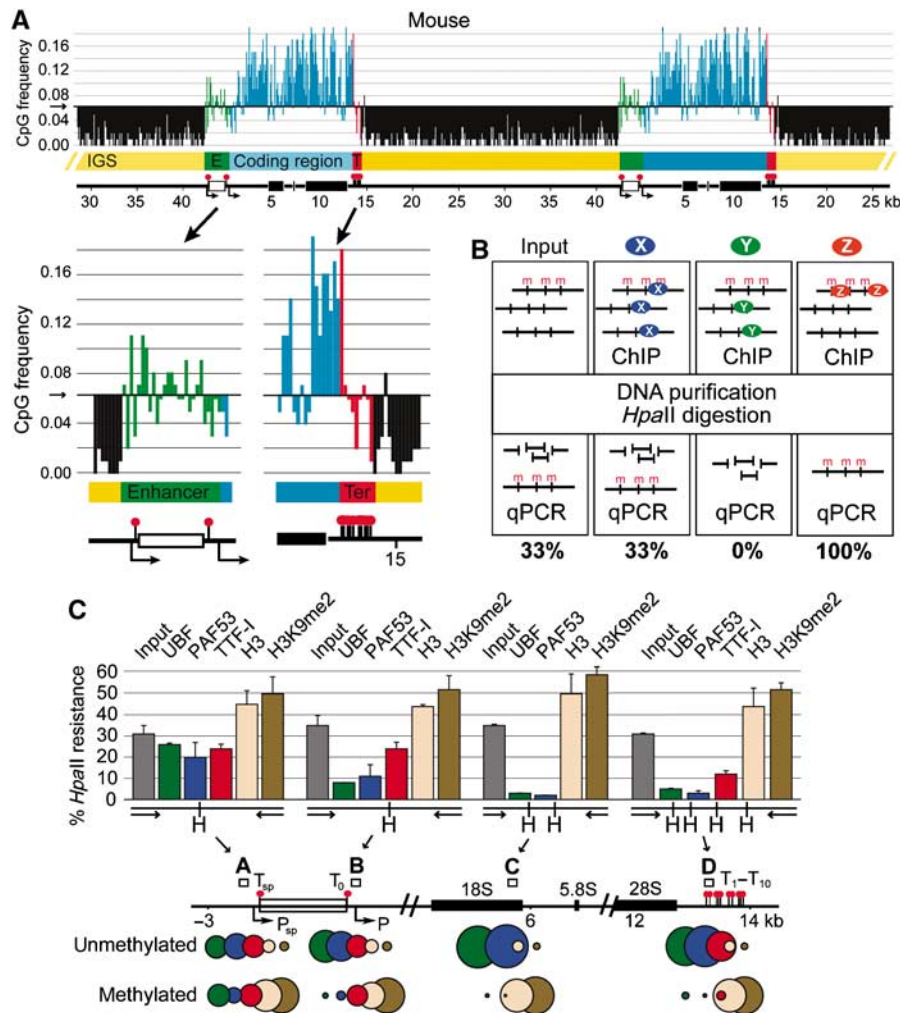 A
Mouse
CpG frequency
0.16
0.12
0.08
0.04
0.00
IGS E Coding region T
30 35 40 5 10 15 20 25 30 35 40 5 10 15 20 25 kb
CpG frequency
0.16
0.12
0.08
0.04
0.00
Enhancer
Ter
15
B
Input X Y Z
m m m m m m m m m m m m
X Y Z Z
X Y
X Y
ChIP ChIP ChIP
DNA purification
HpaII digestion
m m m m m m m m m
qPCR qPCR qPCR qPCR
33% 33% 0% 100%
C
Input UBF PAF53 TTF-I H3 H3K9me2
Input UBF PAF53 TTF-I H3 H3K9me2
Input UBF PAF53 H3 H3K9me2
Input UBF PAF53 TTF-I H3 H3K9me2
% HpaII resistance
60
50
40
30
20
10
0
H H H H H H H H
A B C D
Tsp T0 18S 5.8S 28S T1–T10
–3 Psp P 6 12 14 kb
Unmethylated
Methylated